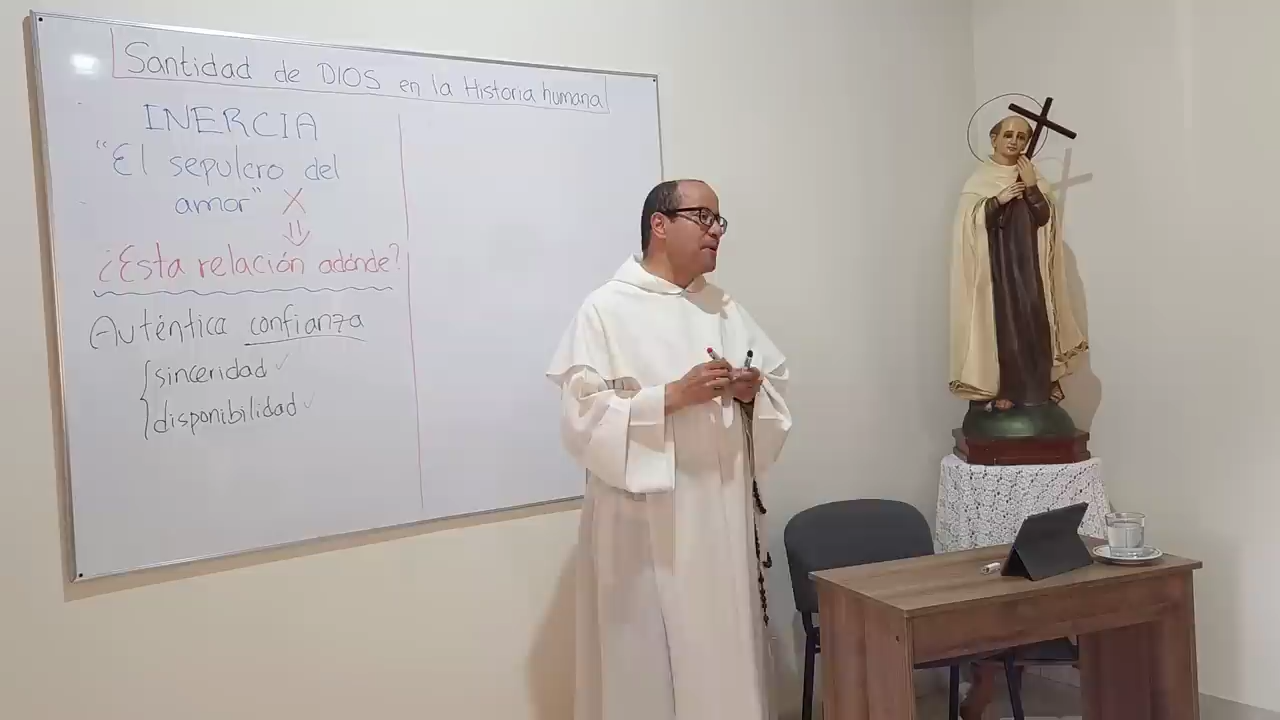 Santidad de DIOS en la Historia humana
INERCIA
"El sepulcro del
amor" X
¿Esta relación adónde?
Auténtica confianza
sinceridad ✓
disponibilidad ✓